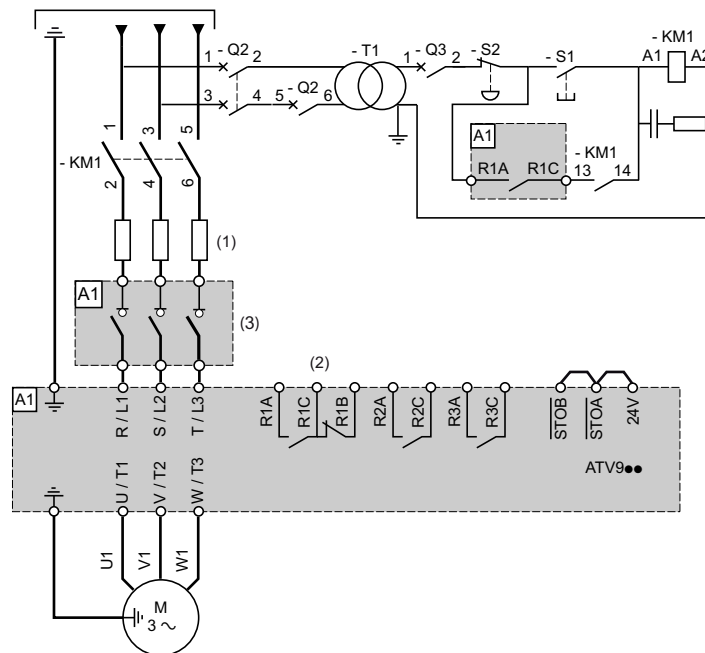 1 - Q2 2 - T1 1 - Q3 2 - S2 - S1 - KM1
A1 A2
3 4 5 - Q2 6
1 3 5
- KM1
2 4 6
A1
R1A R1C - KM1
13 14
(1)
A1
(3)
(2)
A1
R / L1 S / L2 T / L3 R1A R1C R1B R2A R2C R3A R3C STOB STOA 24V
ATV9●●
U / T1 V / T2 W / T3
U1 V1 W1
M
3 ~